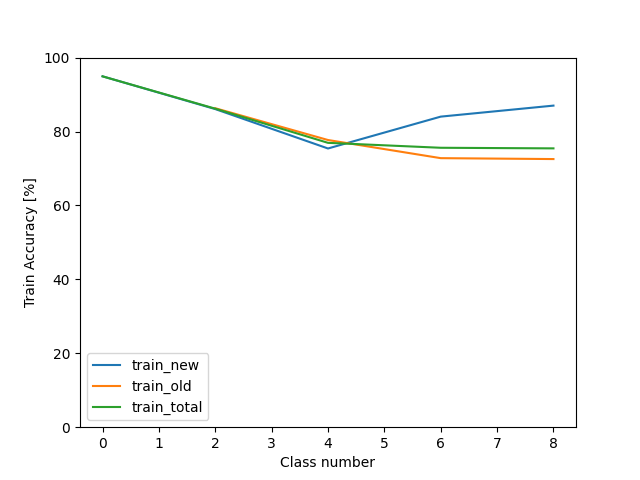 100
80
60
40
20
0
Train Accuracy [%]
train_new
train_old
train_total
0 1 2 3 4 5 6 7 8
Class number